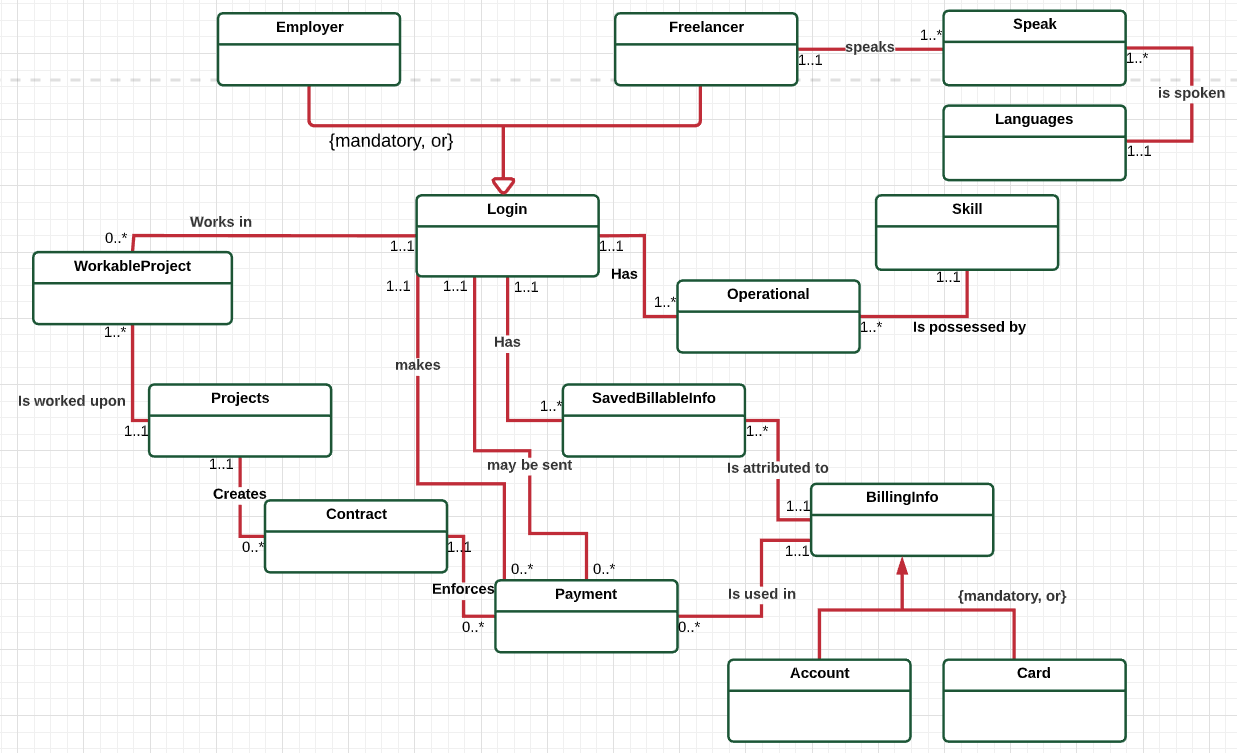 Employer
Freelancer
Speak
1..*
speaks
1..1
1..*
is spoken
Languages
{mandatory, or}
1..1
Login
Skill
Works in
0..*
1..1
1..1
WorkableProject
Has
1..1
1..1
1..1
1..1
Operational
1..*
1..*
Is possessed by
1..*
Has
makes
Projects
SavedBillableInfo
Is worked upon
1..*
1..1
1..*
1..1
may be sent
Is attributed to
Creates
BillingInfo
1..1
Contract
0..*
1..1
1..1
0..*
0..*
Enforces
Payment
Is used in
{mandatory, or}
0..*
0..*
Account
Card